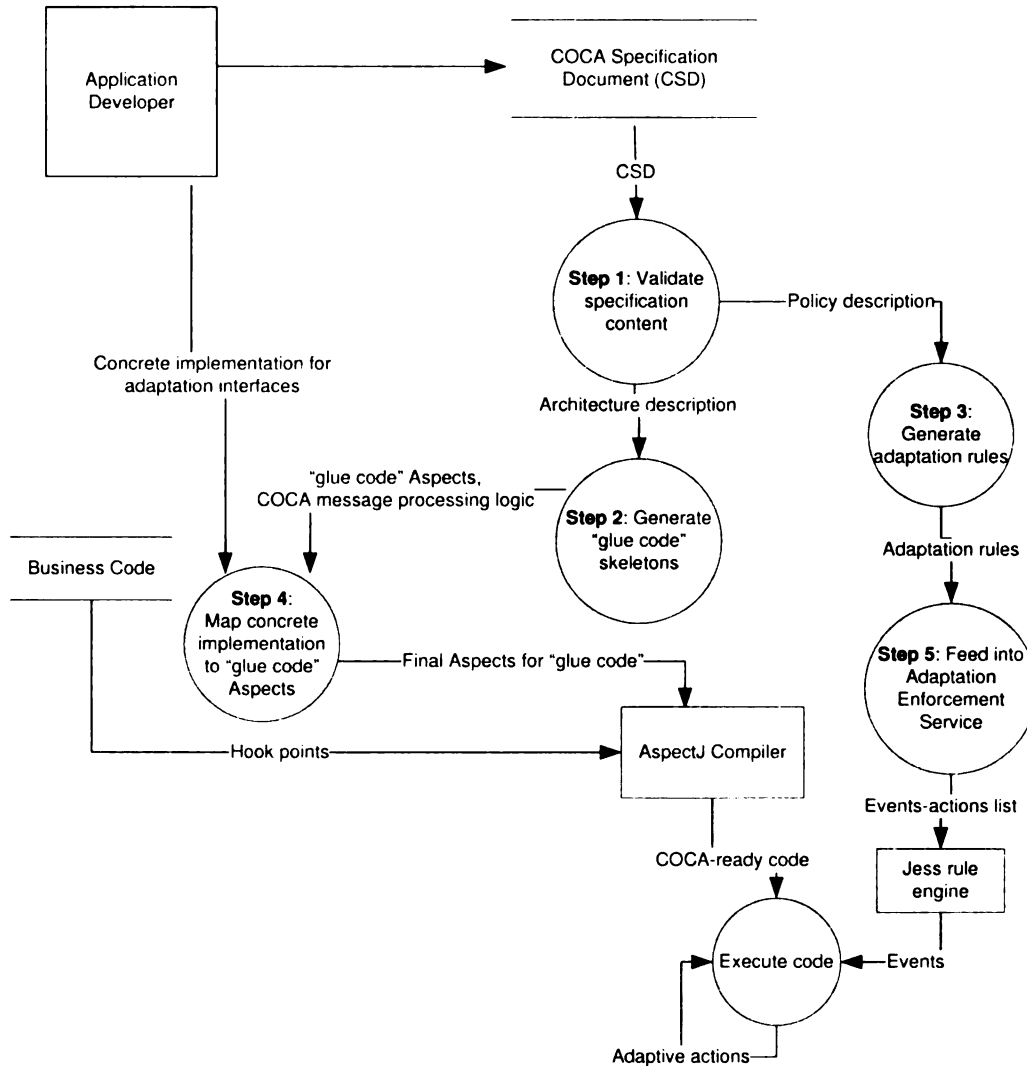 Application
Developer
COCA Specification
Document (CSD)
CSD
Step 1: Validate
specification
content
Policy description
Concrete implementation for
adaptation interfaces
Architecture description
Step 3:
Generate
adaptation rules
"glue code" Aspects,
COCA message processing logic
Step 2: Generate
"glue code"
skeletons
Adaptation rules
Business Code
Step 4:
Map concrete
implementation
to "glue code"
Aspects
Final Aspects for "glue code"
Step 5: Feed into
Adaptation
Enforcement
Service
Hook points
AspectJ Compiler
Events-actions list
COCA-ready code
Jess rule
engine
Execute code
Events
Adaptive actions